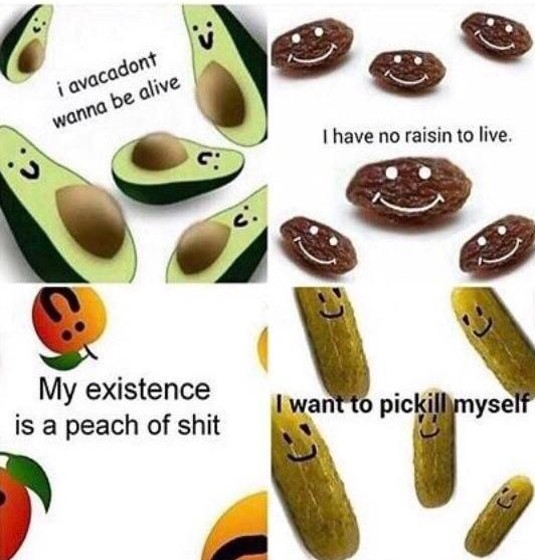 i avacadont
wanna be alive
I have no raisin to live.
My existence
is a peach of shit
I want to pickill myself